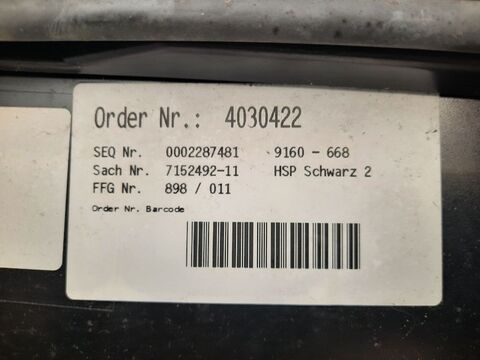 Order Nr.: 4030422
SEQ Nr. 0002287481 9160 - 668
Sach Nr. 7152492-11 HSP Schwarz 2
FFG Nr. 898 / 011
Order Nr. Barcode